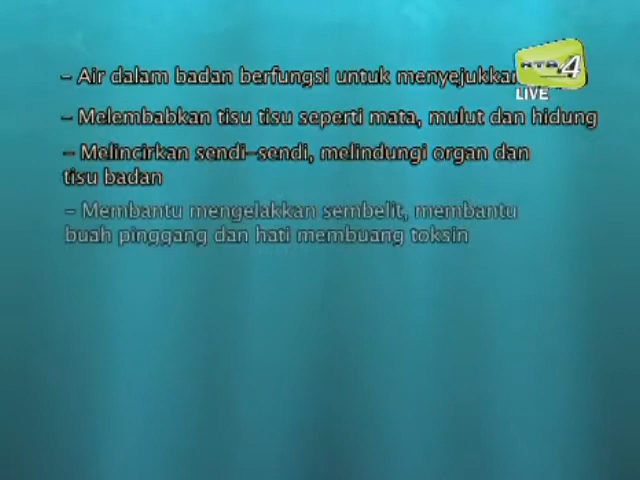 - Air dalam badan berfungsi untuk menyejukkan
4
LIVE
- Melembabkan tisu tisu seperti mata, mulut dan hidung
- Melincirkan sendi-sendi, melindungi organ dan
tisu badan
- Membantu mengelakkan sembelit, membantu
buah pinggang dan hati membuang toksin